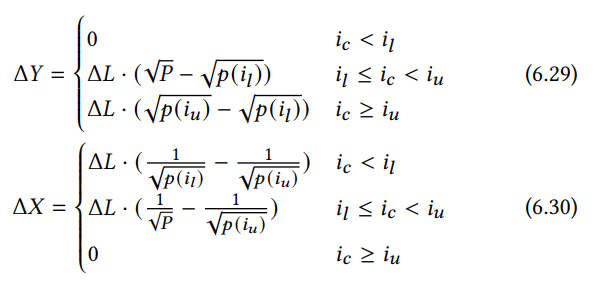 ΔY = { 0    i_c < i_l
ΔL · (√P − √p(i_l))    i_l ≤ i_c < i_u    (6.29)
ΔL · (√p(i_u) − √p(i_l))    i_c ≥ i_u
ΔX = { ΔL · (1/√p(i_l) − 1/√p(i_u))    i_c < i_l
ΔL · (1/√P − 1/√p(i_u))    i_l ≤ i_c < i_u    (6.30)
0    i_c ≥ i_u